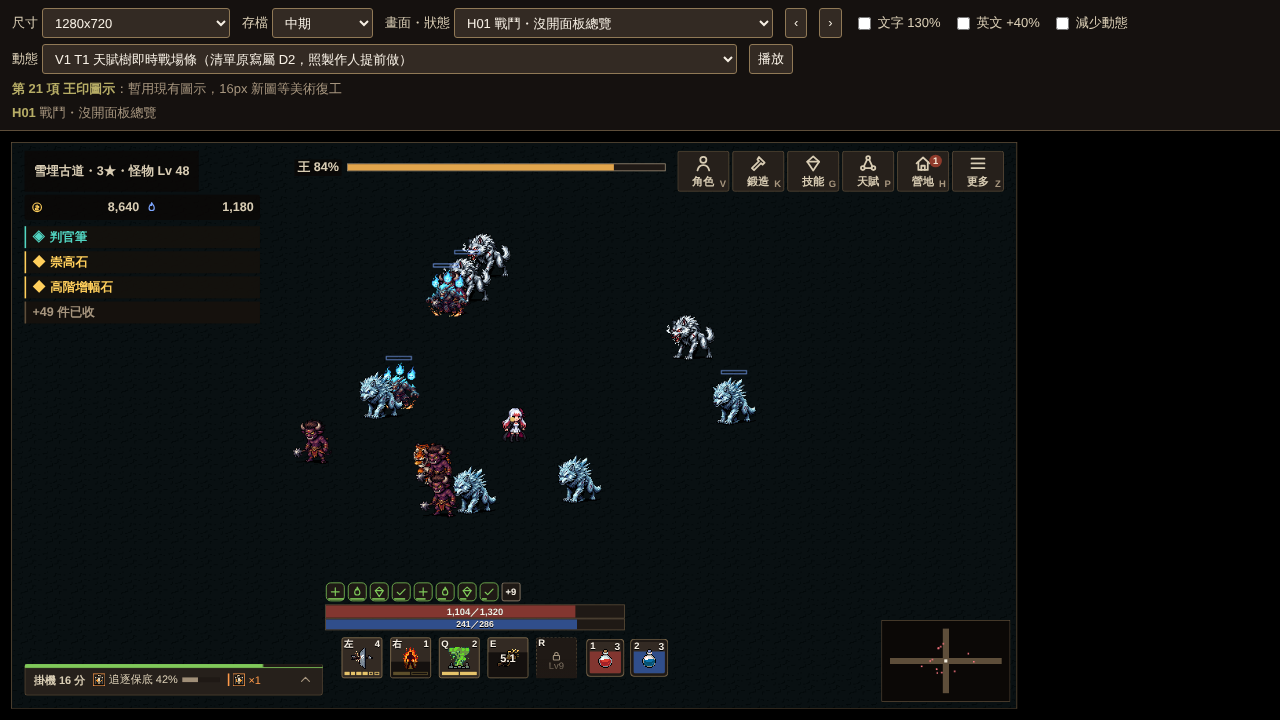 尺寸 1280x720 存檔 中期 畫面・狀態 H01 戰鬥・沒開面板總覽 ‹ › 文字 130% 英文 +40% 減少動態
動態 V1 T1 天賦樹即時戰場條（清單原寫屬 D2，照製作人提前做） 播放
第 21 項 王印圖示：暫用現有圖示，16px 新圖等美術復工
H01 戰鬥・沒開面板總覽
雪埋古道・3★・怪物 Lv 48
王 84%
角色 V 鍛造 K 技能 G 天賦 P 營地 H 1 更多 Z
8,640 1,180
判官筆
崇高石
高階增幅石
+49 件已收
+9
1,104／1,320
241／286
左 4 右 1 Q 2 E 5.1 R Lv9 1 3 2 3
掛機 16 分 追逐保底 42% ×1